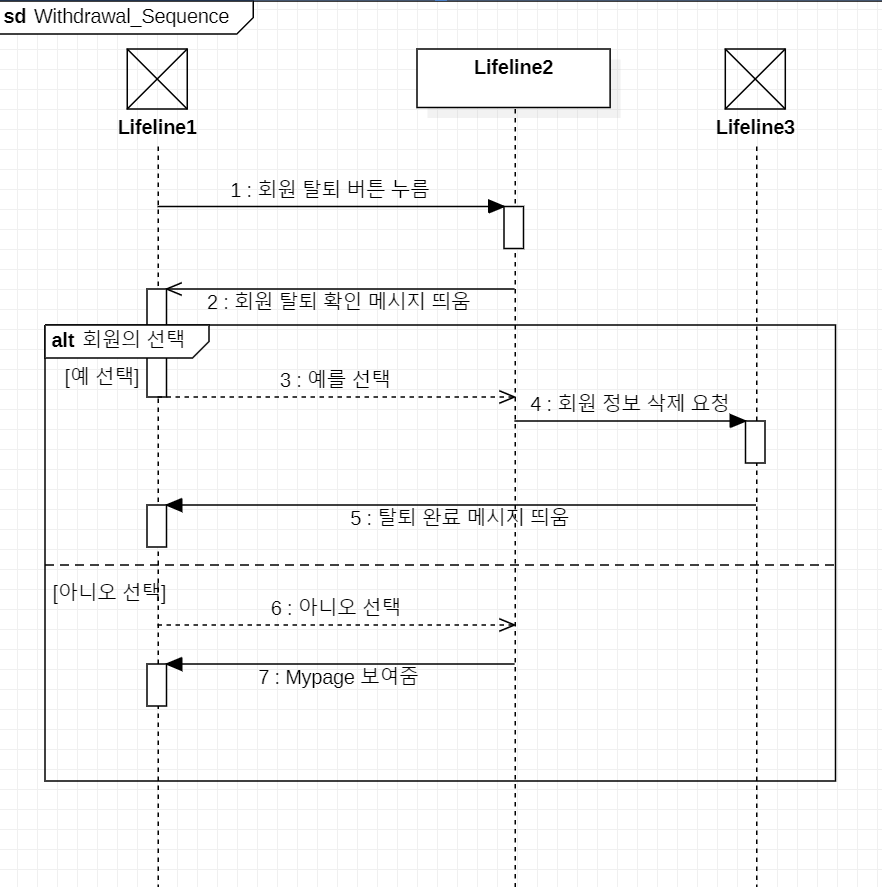 sd Withdrawal_Sequence
Lifeline2
Lifeline1
Lifeline3
1 : 회원 탈퇴 버튼 누름
2 : 회원 탈퇴 확인 메시지 띄움
alt 회원의 선택
[예 선택]
3 : 예를 선택
4 : 회원 정보 삭제 요청
5 : 탈퇴 완료 메시지 띄움
[아니오 선택]
6 : 아니오 선택
7 : Mypage 보여줌